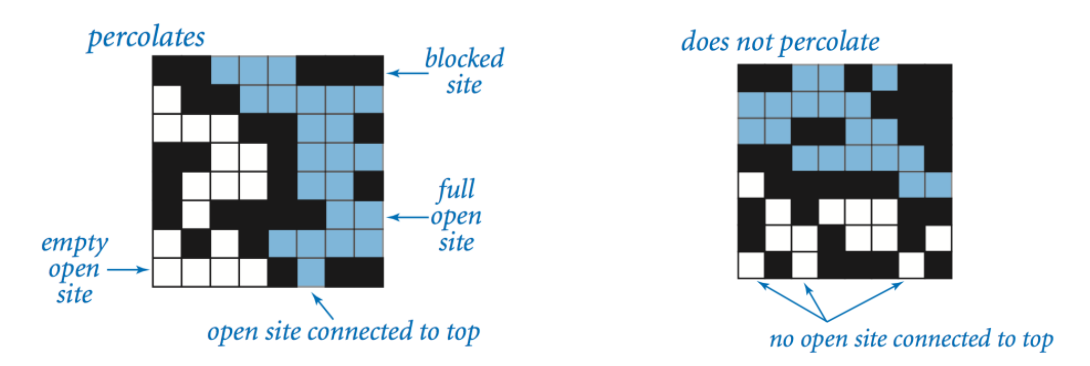 percolates
blocked
site
full
open
site
empty
open
site
open site connected to top
does not percolate
no open site connected to top